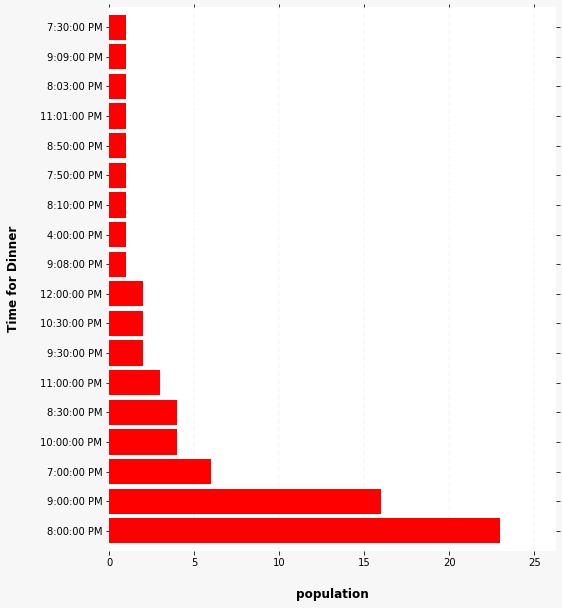 7:30:00 PM
9:09:00 PM
8:03:00 PM
11:01:00 PM
8:50:00 PM
7:50:00 PM
8:10:00 PM
4:00:00 PM
9:08:00 PM
12:00:00 PM
10:30:00 PM
9:30:00 PM
11:00:00 PM
8:30:00 PM
10:00:00 PM
7:00:00 PM
9:00:00 PM
8:00:00 PM
Time for Dinner
0 5 10 15 20 25
population